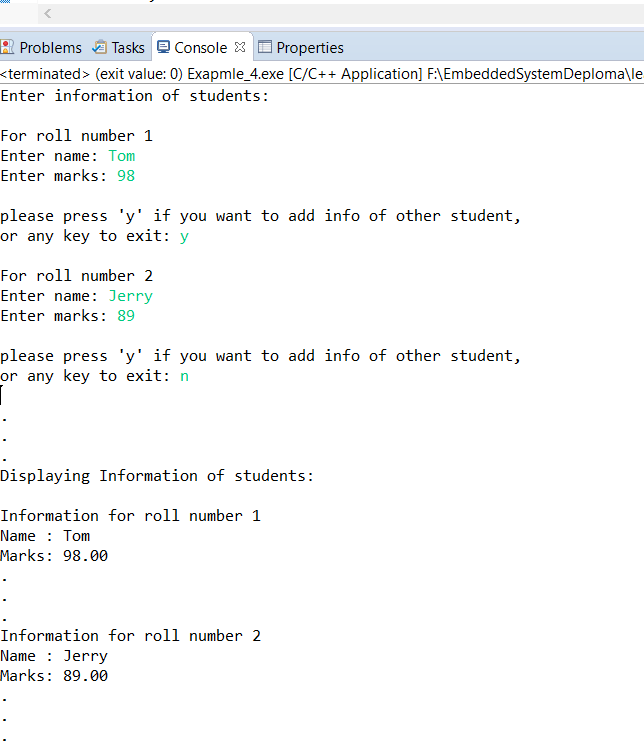 Problems Tasks Console Properties
<terminated> (exit value: 0) Exapmle_4.exe [C/C++ Application] F:\EmbeddedSystemDeploma\le
Enter information of students:
For roll number 1
Enter name: Tom
Enter marks: 98
please press 'y' if you want to add info of other student,
or any key to exit: y
For roll number 2
Enter name: Jerry
Enter marks: 89
please press 'y' if you want to add info of other student,
or any key to exit: n
.
.
.
Displaying Information of students:
Information for roll number 1
Name : Tom
Marks: 98.00
.
.
.
Information for roll number 2
Name : Jerry
Marks: 89.00
.
.
.